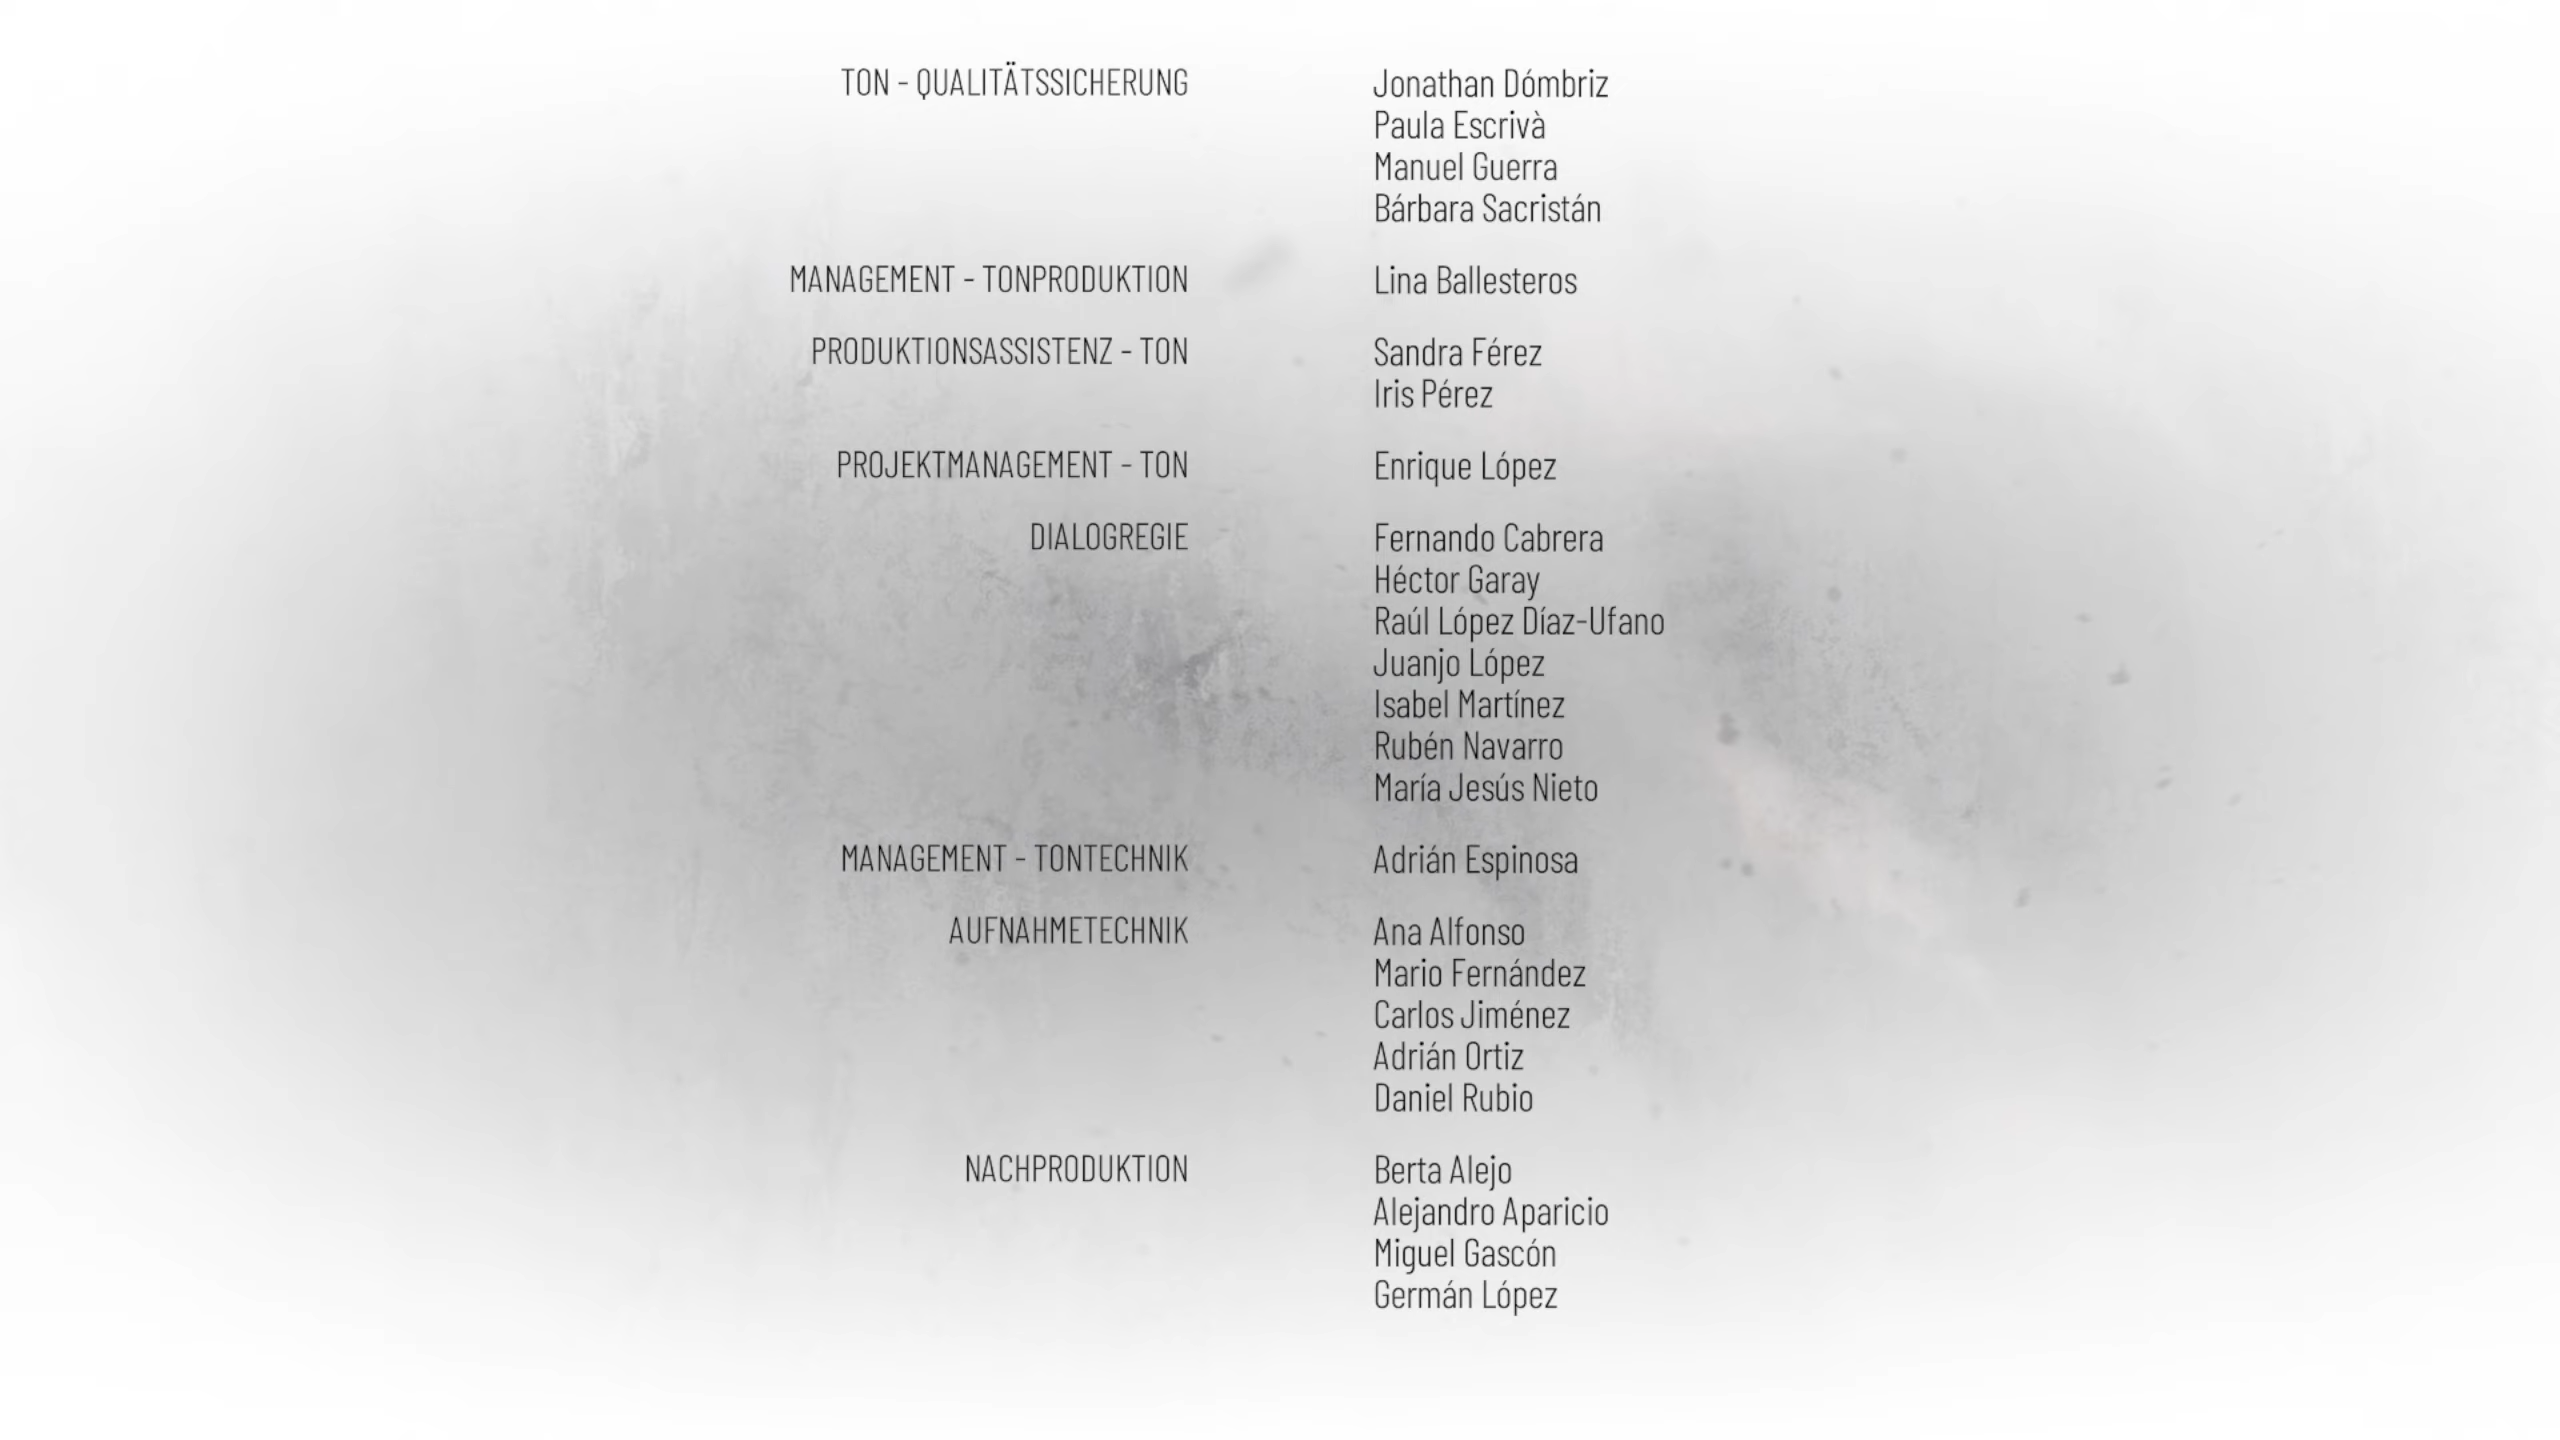 TON - QUALITÄTSSICHERUNG Jonathan Dómbriz
Paula Escrivà
Manuel Guerra
Bárbara Sacristán
MANAGEMENT - TONPRODUKTION Lina Ballesteros
PRODUKTIONSASSISTENZ - TON Sandra Férez
Iris Pérez
PROJEKTMANAGEMENT - TON Enrique López
DIALOGREGIE Fernando Cabrera
Héctor Garay
Raúl López Díaz-Ufano
Juanjo López
Isabel Martínez
Rubén Navarro
María Jesús Nieto
MANAGEMENT - TONTECHNIK Adrián Espinosa
AUFNAHMETECHNIK Ana Alfonso
Mario Fernández
Carlos Jiménez
Adrián Ortiz
Daniel Rubio
NACHPRODUKTION Berta Alejo
Alejandro Aparicio
Miguel Gascón
Germán López